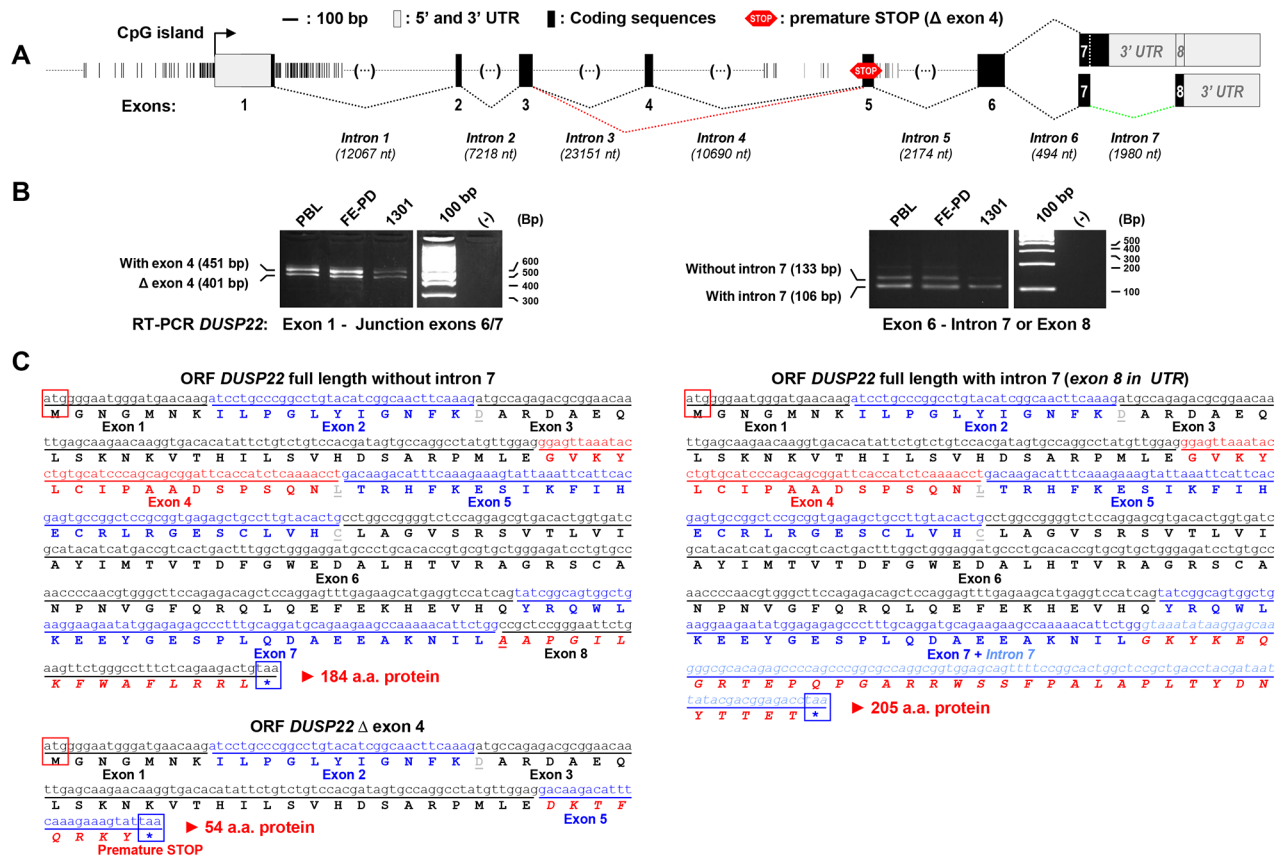 — : 100 bp : 5' and 3' UTR : Coding sequences STOP : premature STOP (Δ exon 4)
A
CpG island
(···) (···) (···) (···) STOP (···) 7 3' UTR 8
Exons: 1 2 3 4 5 6 7 8 3' UTR
Intron 1 Intron 2 Intron 3 Intron 4 Intron 5 Intron 6 Intron 7
(12067 nt) (7218 nt) (23151 nt) (10690 nt) (2174 nt) (494 nt) (1980 nt)
B
PBL FE-PD 1301 100 bp (-) (Bp)
With exon 4 (451 bp)
Δ exon 4 (401 bp)
600
500
400
300
RT-PCR DUSP22: Exon 1 - Junction exons 6/7
PBL FE-PD 1301 100 bp (-) (Bp)
Without intron 7 (133 bp)
With intron 7 (106 bp)
500
400
300
200
100
Exon 6 - Intron 7 or Exon 8
C
ORF DUSP22 full length without intron 7
atggggaatgggatgaacaagatcctgcccggcctgtacatcggcaacttcaaagatgccagagacgcggaacaa
M G N G M N K I L P G L Y I G N F K D A R D A E Q
Exon 1 Exon 2 Exon 3
ttgagcaagaacaaggtgacacatattctgtctgtccacgatagtgccaggcctatgttggagggagttaaatac
L S K N K V T H I L S V H D S A R P M L E G V K Y
ctgtgcatcccagcagcggattcaccatctcaaaacctgacaagacatttcaaagaaagtattaaattcattcac
L C I P A A D S P S Q N L T R H F K E S I K F I H
Exon 4 Exon 5
gagtgccggctccgcggtgagagctgccttgtacactgcctggccggggtctccaggagcgtgacactggtgatc
E C R L R G E S C L V H C L A G V S R S V T L V I
gcatacatcatgaccgtcactgactttggctgggaggatgccctgcacaccgtgcgtgctgggagatcctgtgcc
A Y I M T V T D F G W E D A L H T V R A G R S C A
Exon 6
aaccccaacgtgggcttccagagacagctccaggagtttgagaagcatgaggtccatcagtatcggcagtggctg
N P N V G F Q R Q L Q E F E K H E V H Q Y R Q W L
aaggaagaatatggagagagccctttgcaggatgcagaagaagccaaaaacattctggccgctccgggaattctg
K E E Y G E S P L Q D A E E A K N I L A A P G I L
Exon 7 Exon 8
aagttctgggcctttctcagaagactgtaa
K F W A F L R R L *
► 184 a.a. protein
ORF DUSP22 Δ exon 4
atggggaatgggatgaacaagatcctgcccggcctgtacatcggcaacttcaaagatgccagagacgcggaacaa
M G N G M N K I L P G L Y I G N F K D A R D A E Q
Exon 1 Exon 2 Exon 3
ttgagcaagaacaaggtgacacatattctgtctgtccacgatagtgccaggcctatgttggaggacaagacattt
L S K N K V T H I L S V H D S A R P M L E D K T F
Exon 5
caaagaaagtattaa
Q R K Y *
► 54 a.a. protein
Premature STOP
ORF DUSP22 full length with intron 7 (exon 8 in UTR)
atggggaatgggatgaacaagatcctgcccggcctgtacatcggcaacttcaaagatgccagagacgcggaacaa
M G N G M N K I L P G L Y I G N F K D A R D A E Q
Exon 1 Exon 2 Exon 3
ttgagcaagaacaaggtgacacatattctgtctgtccacgatagtgccaggcctatgttggagggagttaaatac
L S K N K V T H I L S V H D S A R P M L E G V K Y
ctgtgcatcccagcagcggattcaccatctcaaaacctgacaagacatttcaaagaaagtattaaattcattcac
L C I P A A D S P S Q N L T R H F K E S I K F I H
Exon 4 Exon 5
gagtgccggctccgcggtgagagctgccttgtacactgcctggccggggtctccaggagcgtgacactggtgatc
E C R L R G E S C L V H C L A G V S R S V T L V I
gcatacatcatgaccgtcactgactttggctgggaggatgccctgcacaccgtgcgtgctgggagatcctgtgcc
A Y I M T V T D F G W E D A L H T V R A G R S C A
Exon 6
aaccccaacgtgggcttccagagacagctccaggagtttgagaagcatgaggtccatcagtatcggcagtggctg
N P N V G F Q R Q L Q E F E K H E V H Q Y R Q W L
aaggaagaatatggagagagccctttgcaggatgcagaagaagccaaaaacattctgggtaaatataaggagcaa
K E E Y G E S P L Q D A E E A K N I L G K Y K E Q
Exon 7 + Intron 7
gggcgcacagagccccagcccggcgcgccaggcggtggagcagttttccggcactggctccgctgacctacgataat
G R T E P Q P G A R R W S S F P A L A P L T Y D N
tatacgacggagacctaa
Y T T E T *
► 205 a.a. protein